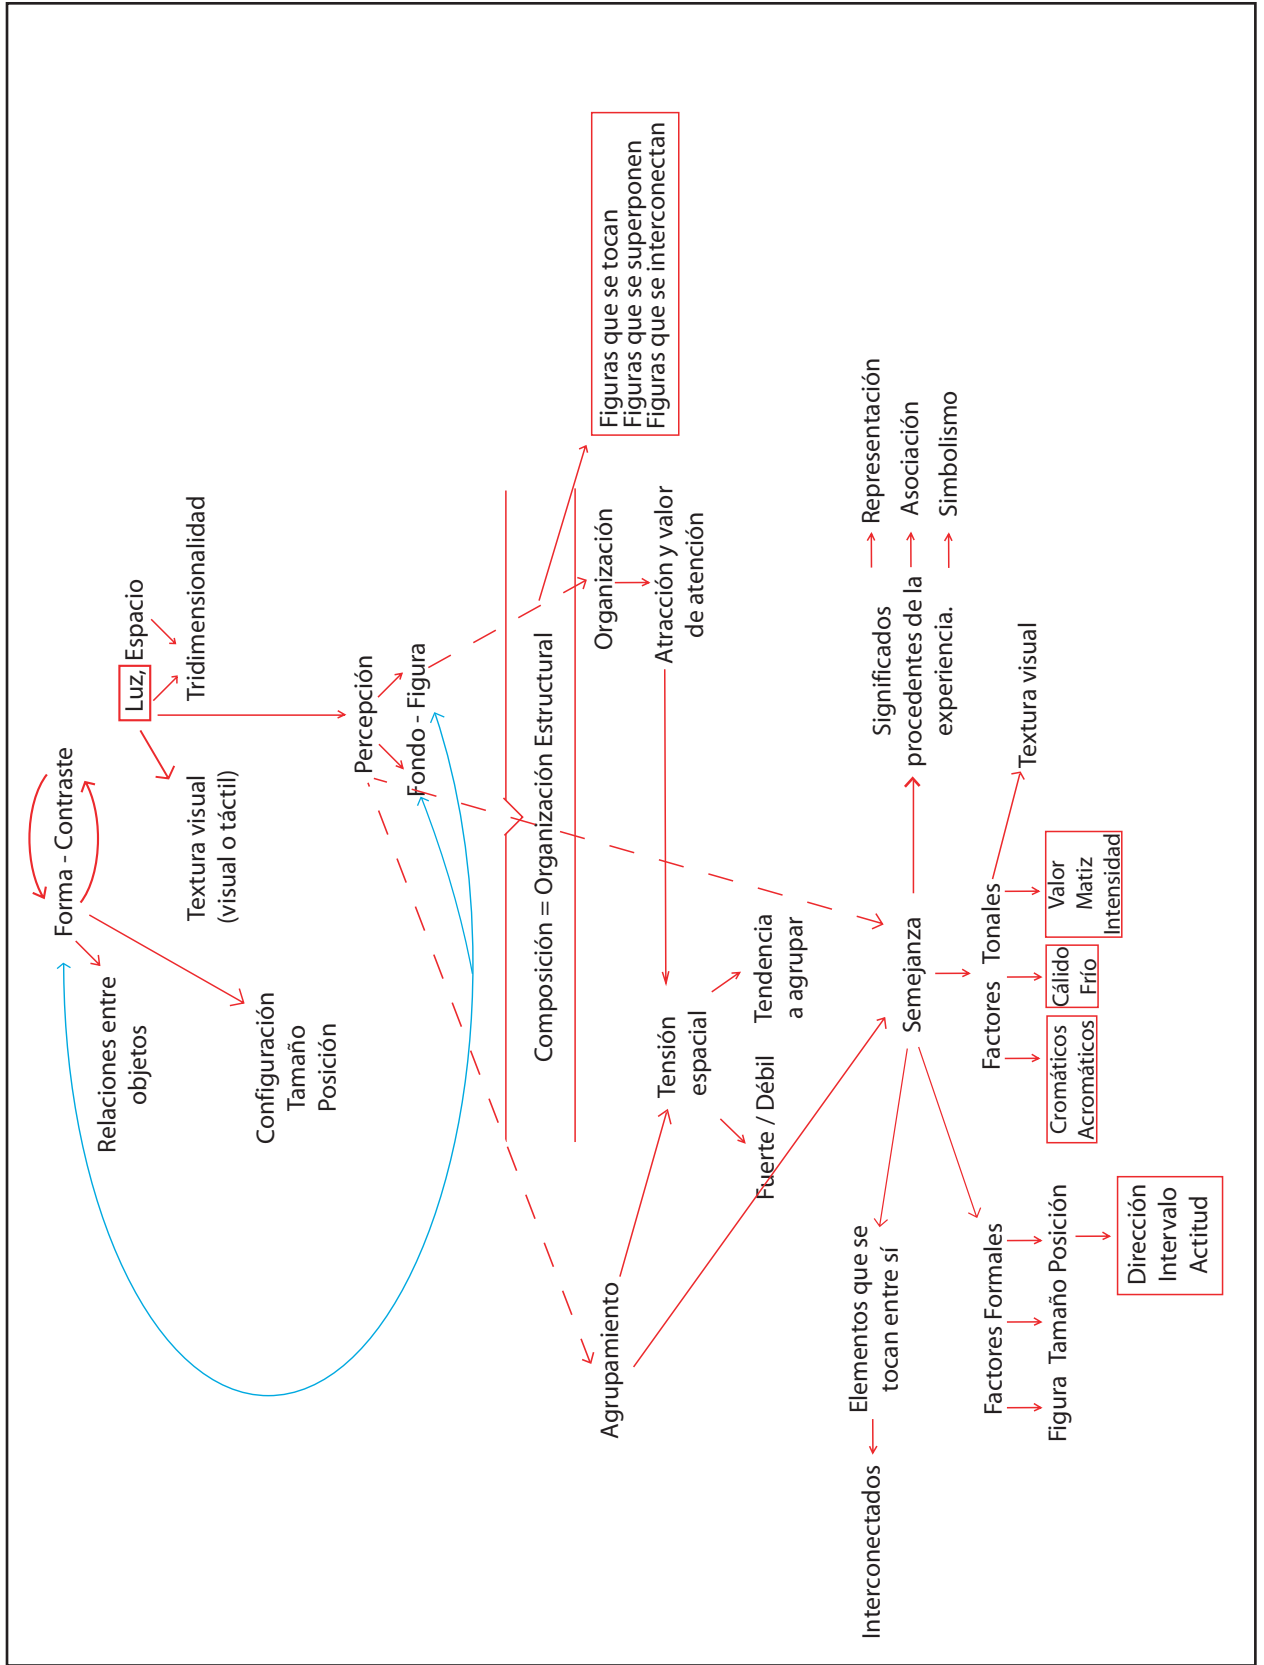 Forma - Contraste
Luz, Espacio
Relaciones entre
objetos
Textura visual
(visual o táctil)
Tridimensionalidad
Configuración
Tamaño
Posición
Percepción
Fondo - Figura
Composición = Organización Estructural
Figuras que se tocan
Figuras que se superponen
Figuras que se interconectan
Agrupamiento
Organización
Tensión
espacial
Atracción y valor
de atención
Fuerte / Débil
Tendencia
a agrupar
Interconectados
Elementos que se
tocan entre sí
Semejanza
Significados
procedentes de la
experiencia.
Representación
Asociación
Simbolismo
Factores Formales
Factores Tonales
Textura visual
Figura Tamaño Posición
Cromáticos
Acromáticos
Cálido
Frío
Valor
Matiz
Intensidad
Dirección
Intervalo
Actitud